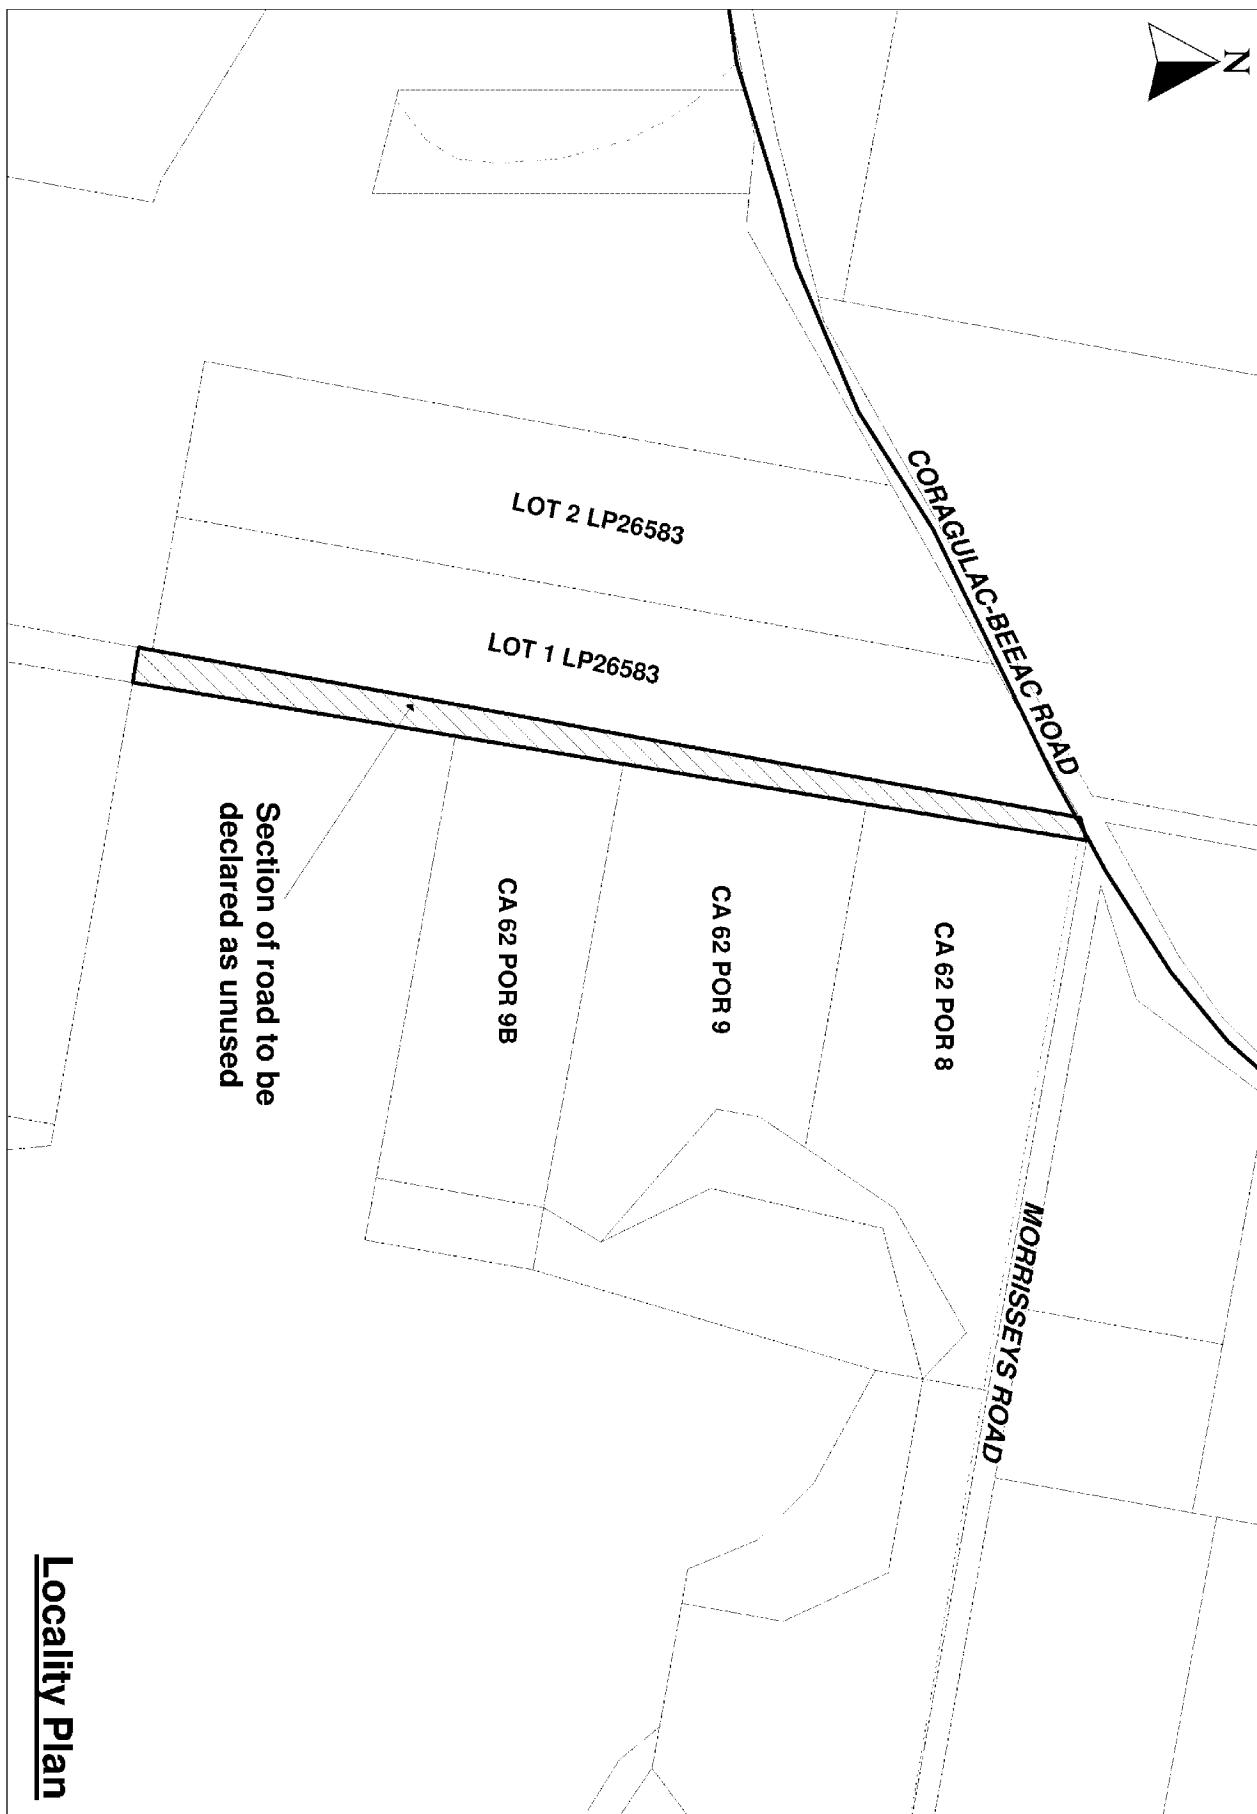 N
CORAGULAC-BEEAC ROAD
LOT 2 LP26583
LOT 1 LP26583
CA 62 POR 8
CA 62 POR 9
CA 62 POR 9B
MORRISSEYS ROAD
Section of road to be
declared as unused
Locality Plan